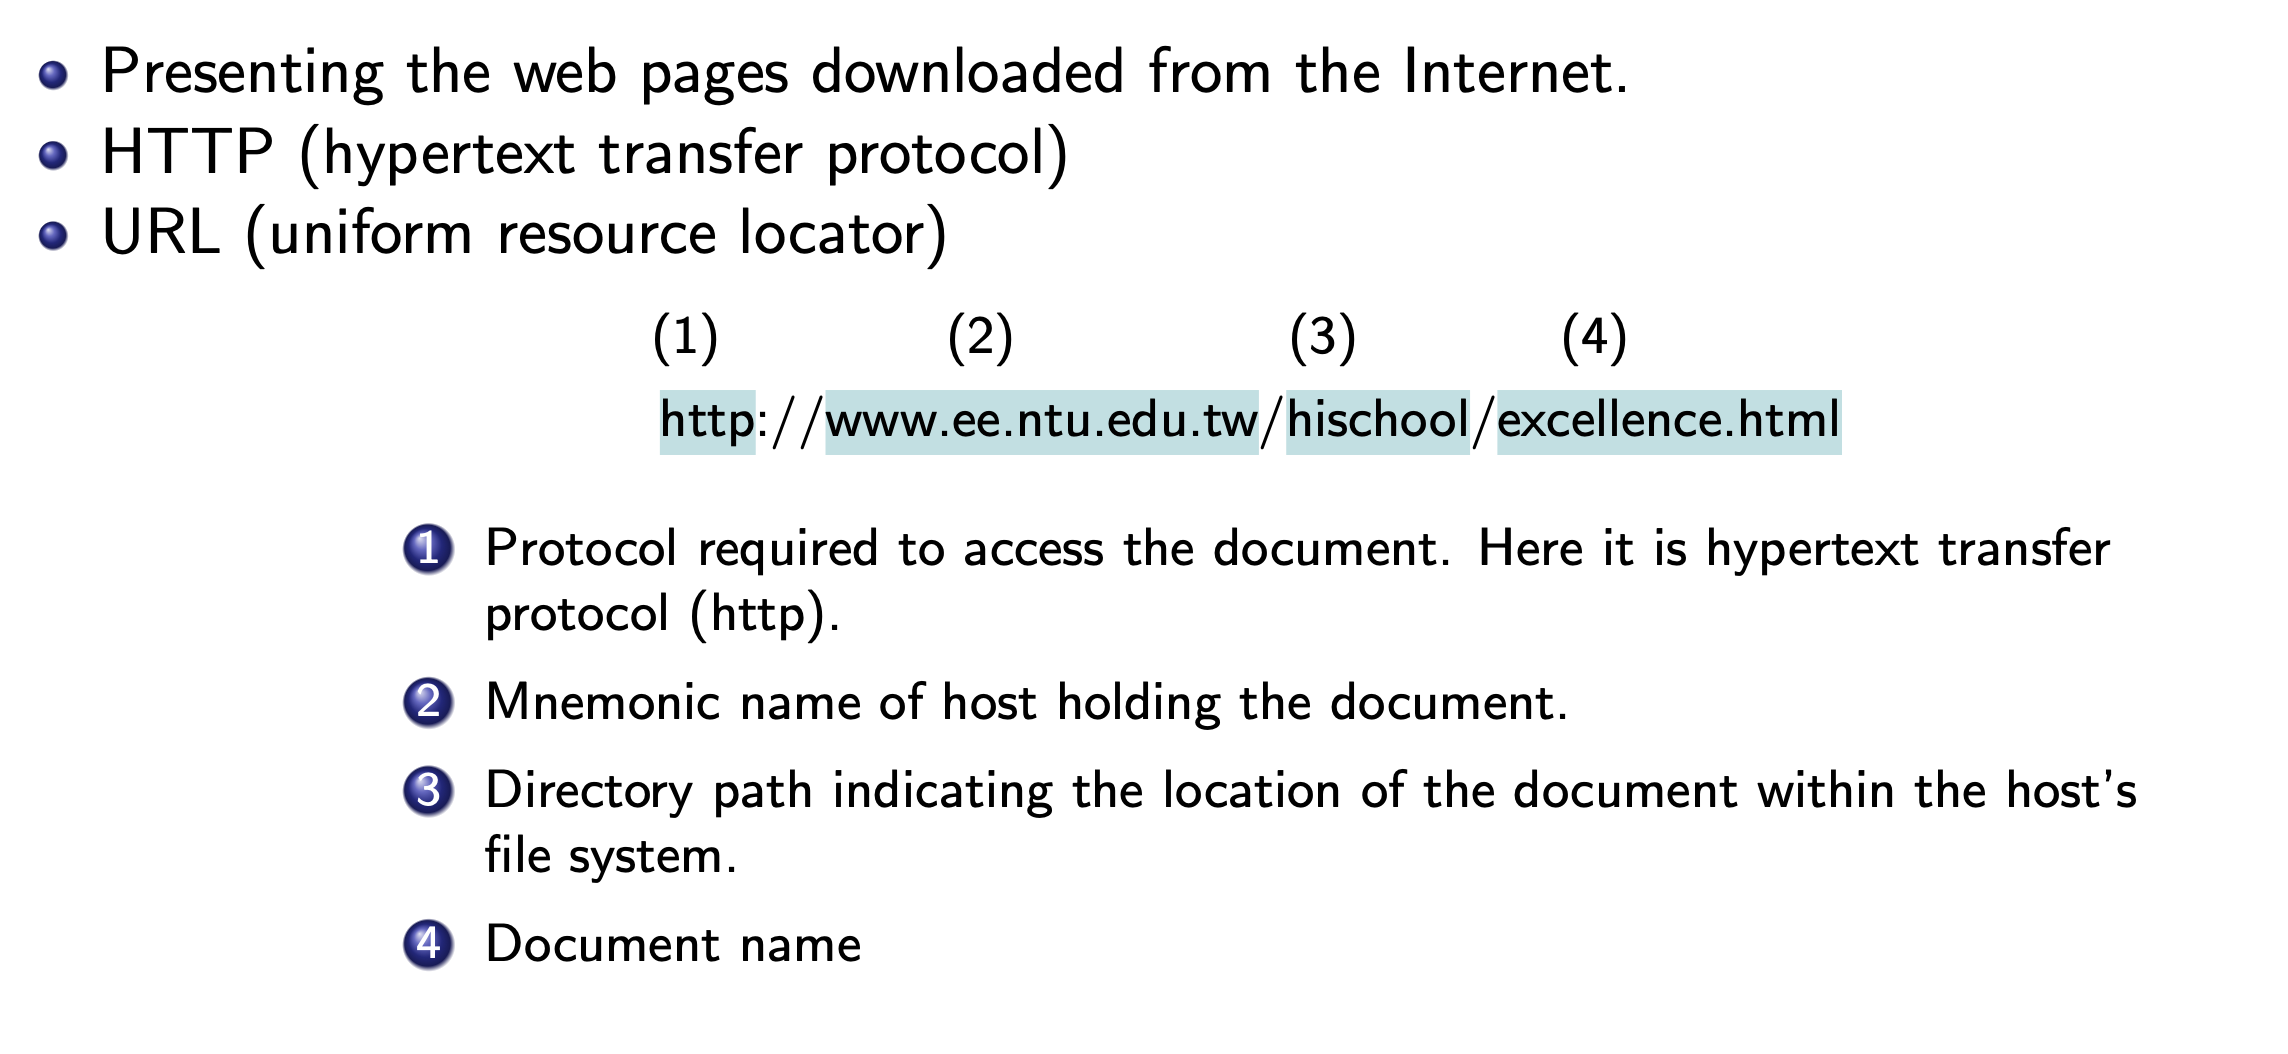 Presenting the web pages downloaded from the Internet.
HTTP (hypertext transfer protocol)
URL (uniform resource locator)
(1) (2) (3) (4)
http://www.ee.ntu.edu.tw/hischool/excellence.html
1 Protocol required to access the document. Here it is hypertext transfer
protocol (http).
2 Mnemonic name of host holding the document.
3 Directory path indicating the location of the document within the host's
file system.
4 Document name